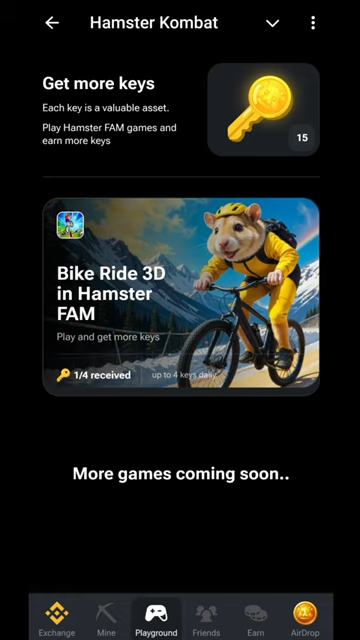 Hamster Kombat
Get more keys
Each key is a valuable asset.
Play Hamster FAM games and
earn more keys
15
Bike Ride 3D
in Hamster
FAM
Play and get more keys
1/4 received
up to 4 keys daily
More games coming soon..
Exchange
Mine
Playground
Friends
Earn
AirDrop